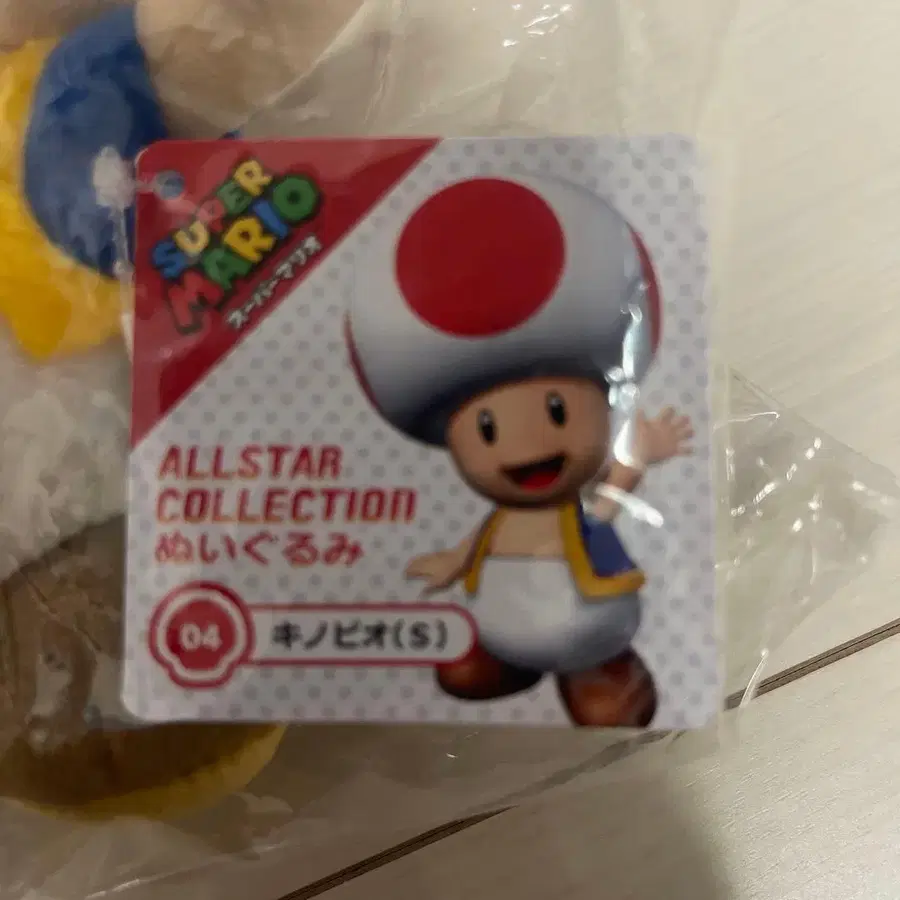 SUPER
MARIO
スーパーマリオ
ALLSTAR
COLLECTION
ぬいぐるみ
04 キノピオ(S)